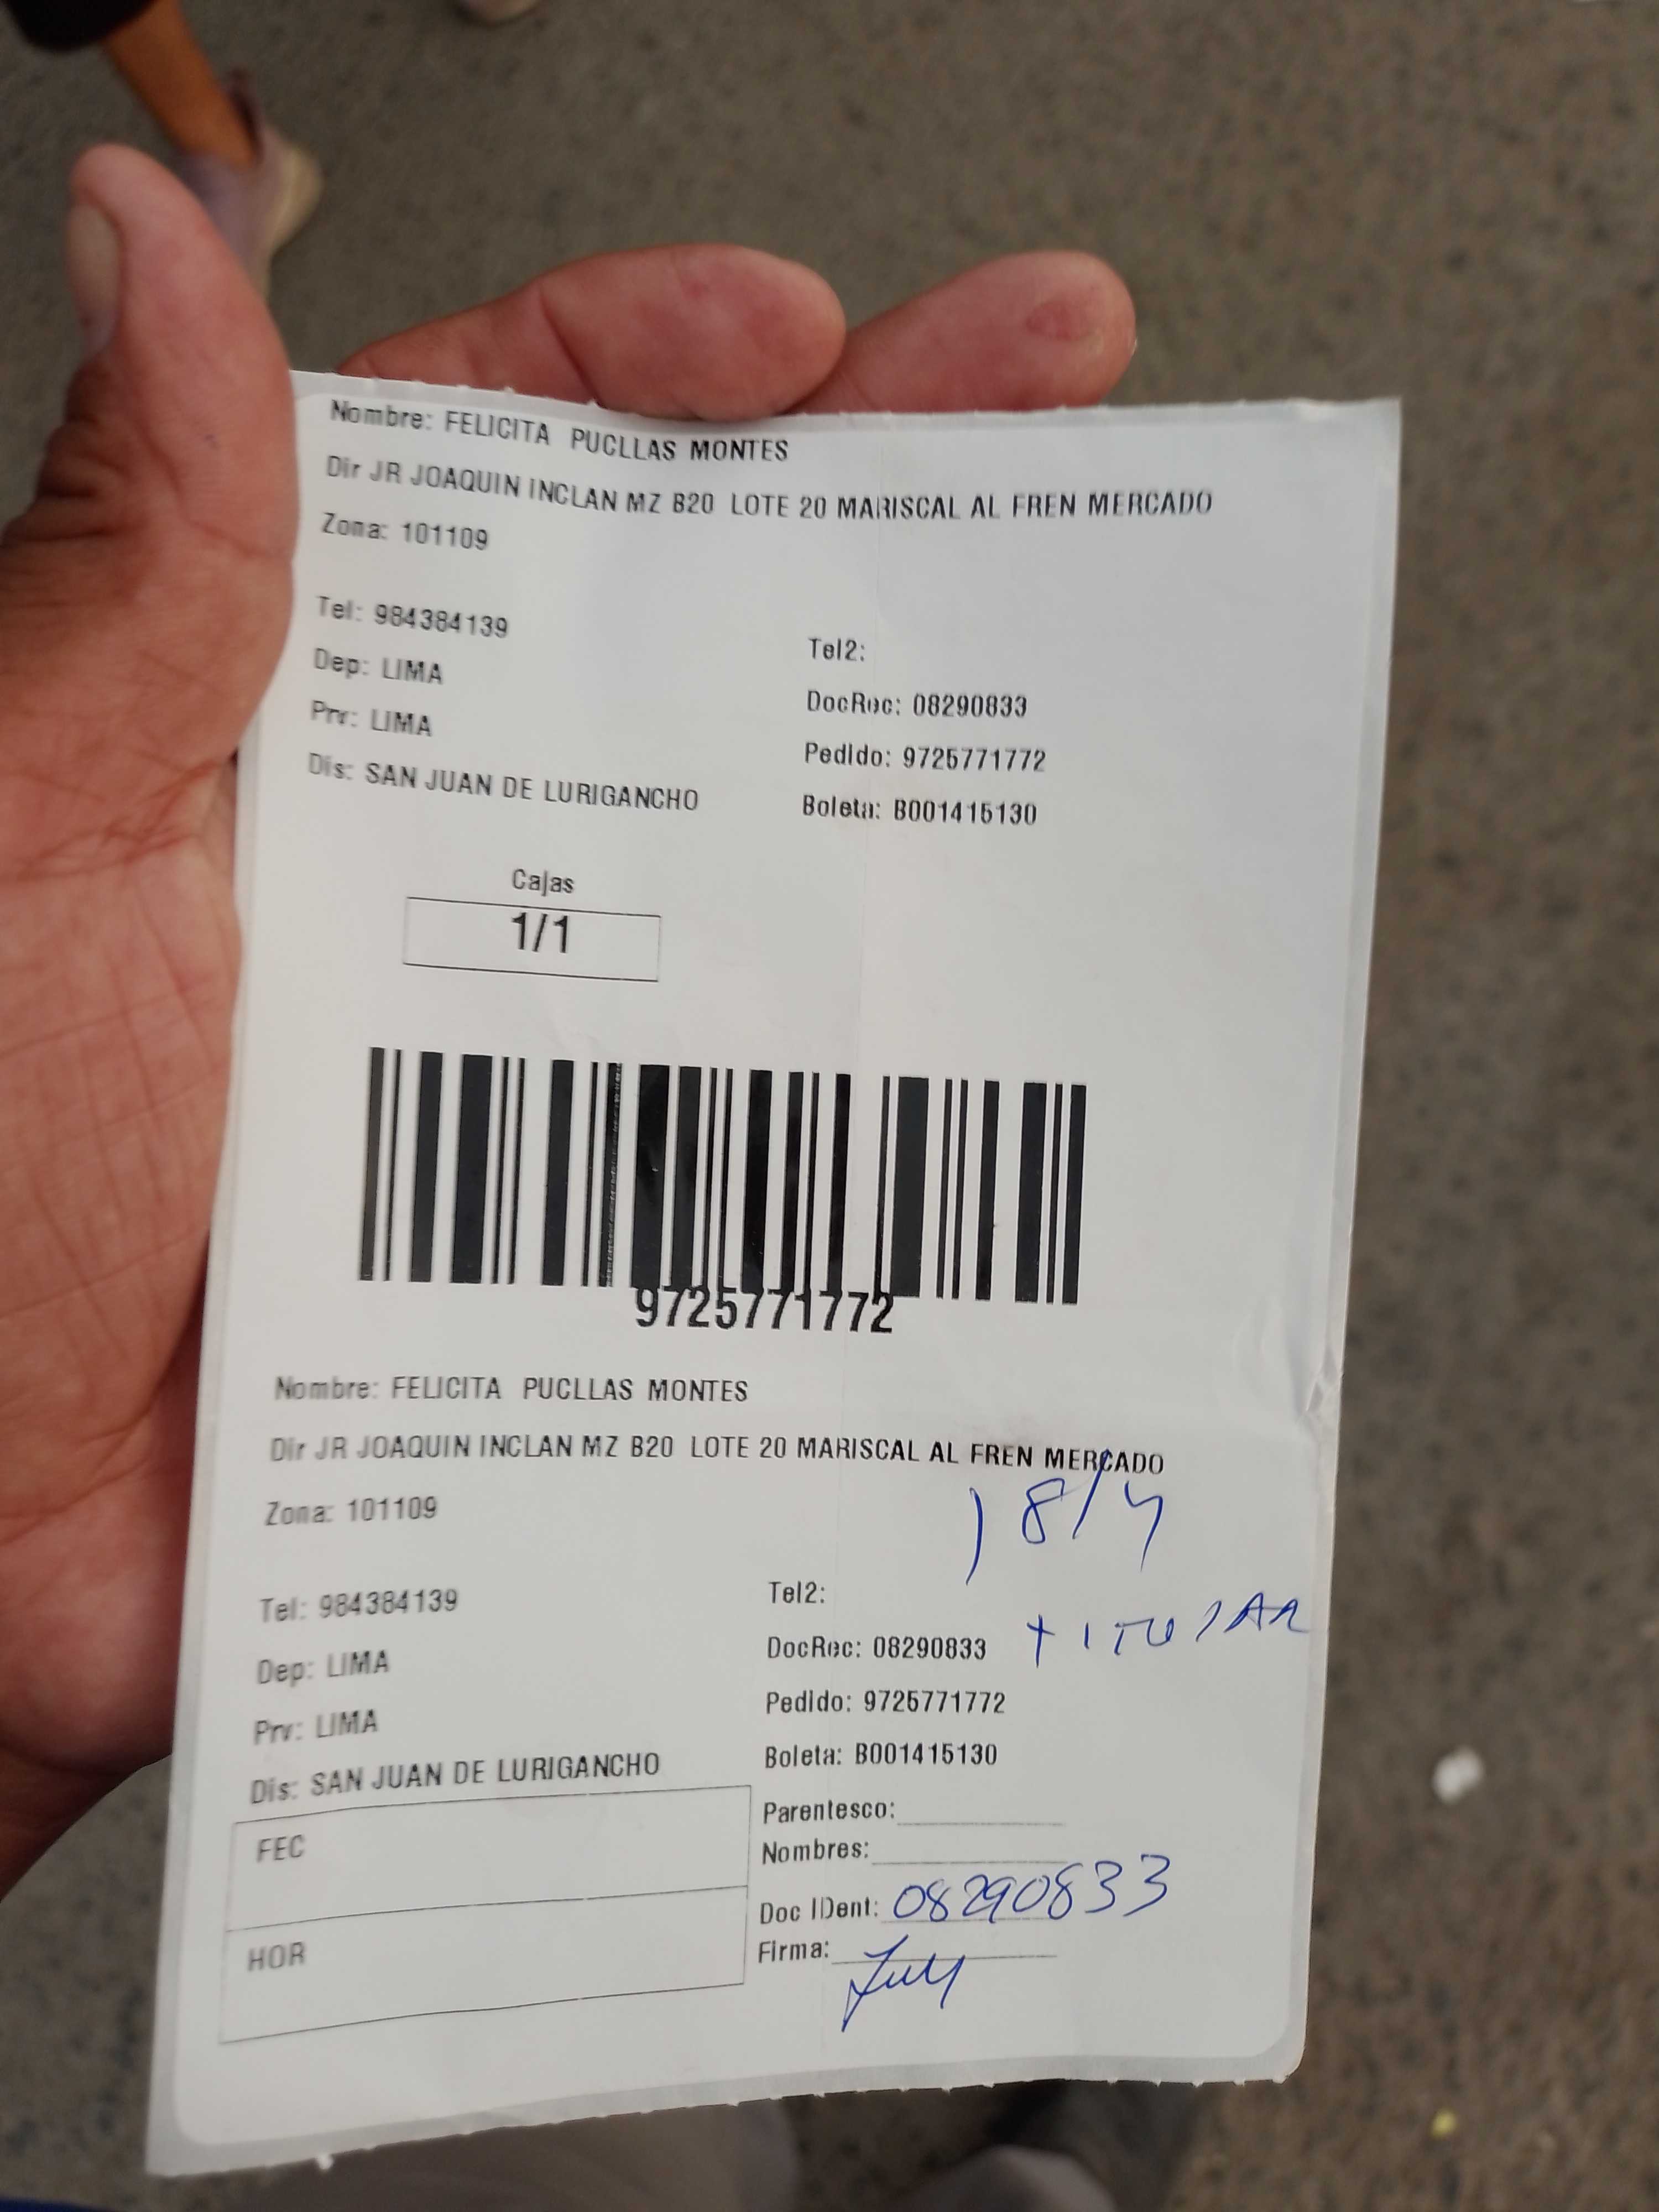 Nombre: FELICITA PUCLLAS MONTES
Dir JR JOAQUIN INCLAN MZ B20 LOTE 20 MARISCAL AL FREN MERCADO
Zona: 101109
Tel: 984384139
Tel2:
Dep: LIMA
DocRec: 08290833
Prv: LIMA
Pedido: 9725771772
Dis: SAN JUAN DE LURIGANCHO
Boleta: B001415130
Cajas
1/1
9725771772
Nombre: FELICITA PUCLLAS MONTES
Dir JR JOAQUIN INCLAN MZ B20 LOTE 20 MARISCAL AL FREN MERCADO
Zona: 101109
18/4
Tel: 984384139
Tel2:
Dep: LIMA
DocRec: 08290833 TITULAR
Prv: LIMA
Pedido: 9725771772
Dis: SAN JUAN DE LURIGANCHO
Boleta: B001415130
FEC
Parentesco:
Nombres:
Doc IDent: 08290833
HOR
Firma: